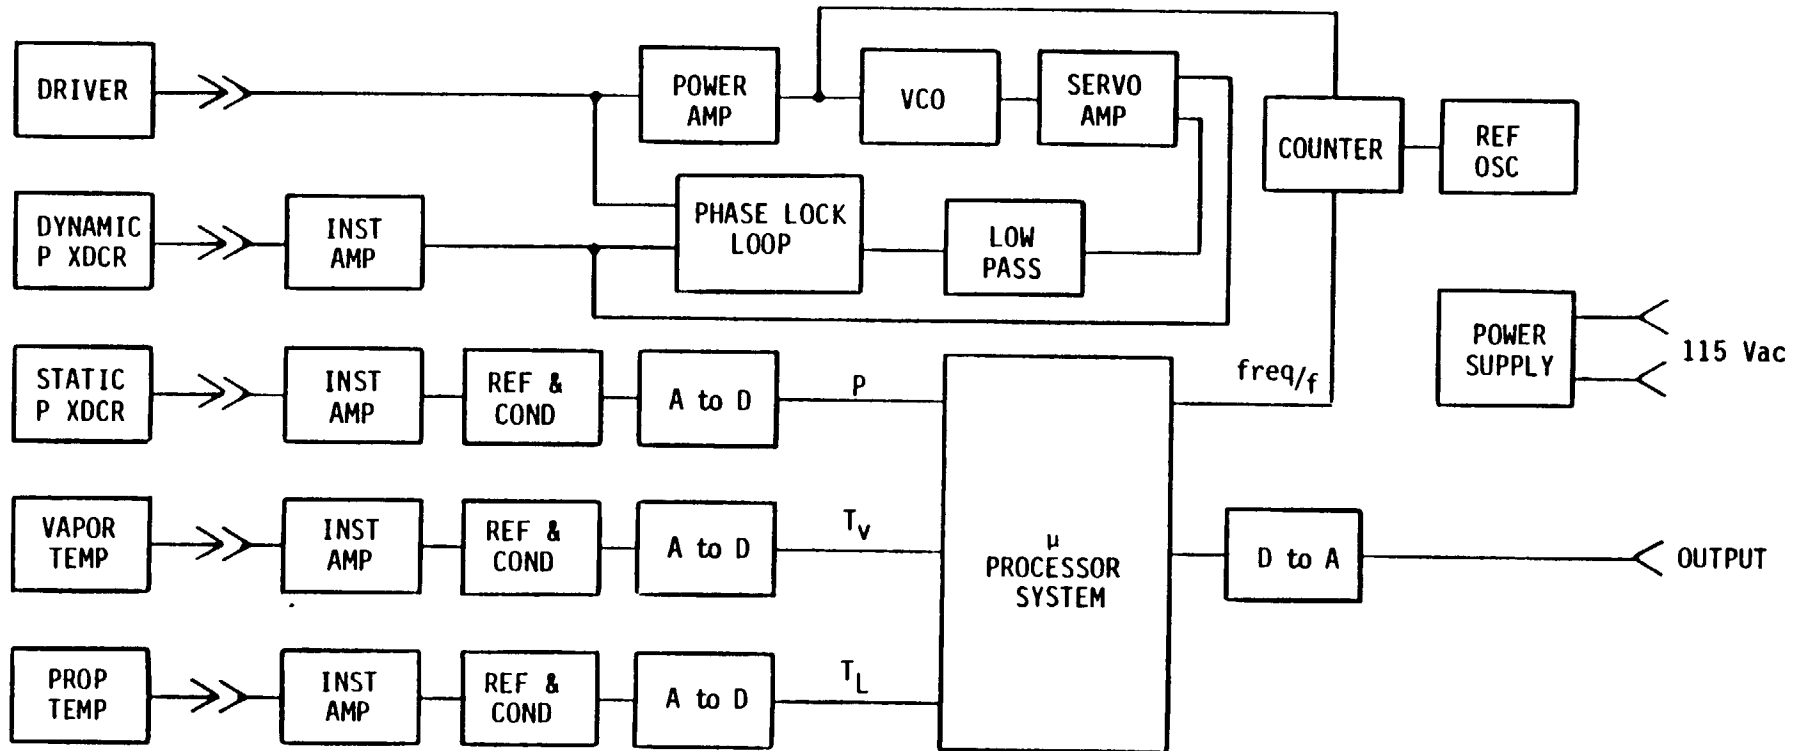 DRIVER
POWER
AMP
VCO
SERVO
AMP
COUNTER
REF
OSC
DYNAMIC
P XDCR
INST
AMP
PHASE LOCK
LOOP
LOW
PASS
POWER
SUPPLY
115 Vac
STATIC
P XDCR
INST
AMP
REF &
COND
A to D
P
freq/f
VAPOR
TEMP
INST
AMP
REF &
COND
A to D
Tv
μ
PROCESSOR
SYSTEM
D to A
OUTPUT
PROP
TEMP
INST
AMP
REF &
COND
A to D
TL